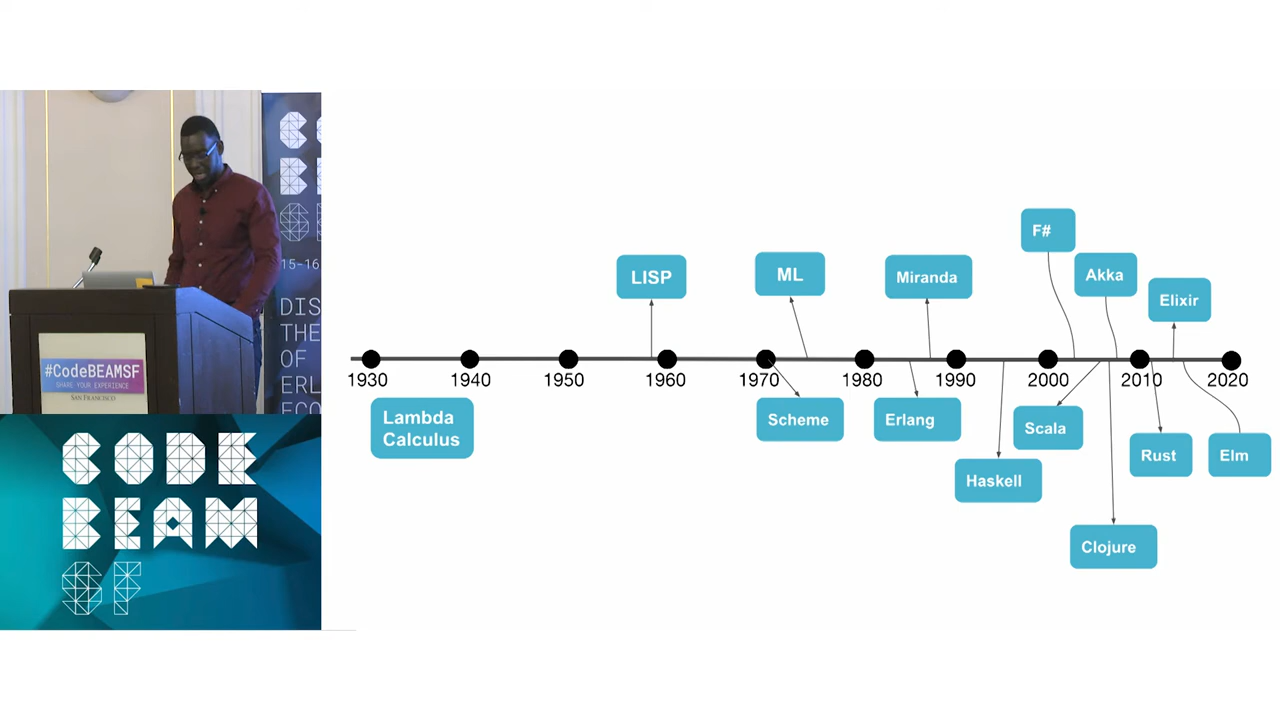 15-16
DIS
THE
OF
ERL
ECO
#CodeBEAMSF
SHARE YOUR EXPERIENCE
SAN FRANCISCO
CODE
BEAM
SF
F#
LISP
ML
Miranda
Akka
Elixir
1930
1940
1950
1960
1970
1980
1990
2000
2010
2020
Lambda
Calculus
Scheme
Erlang
Scala
Rust
Elm
Haskell
Clojure